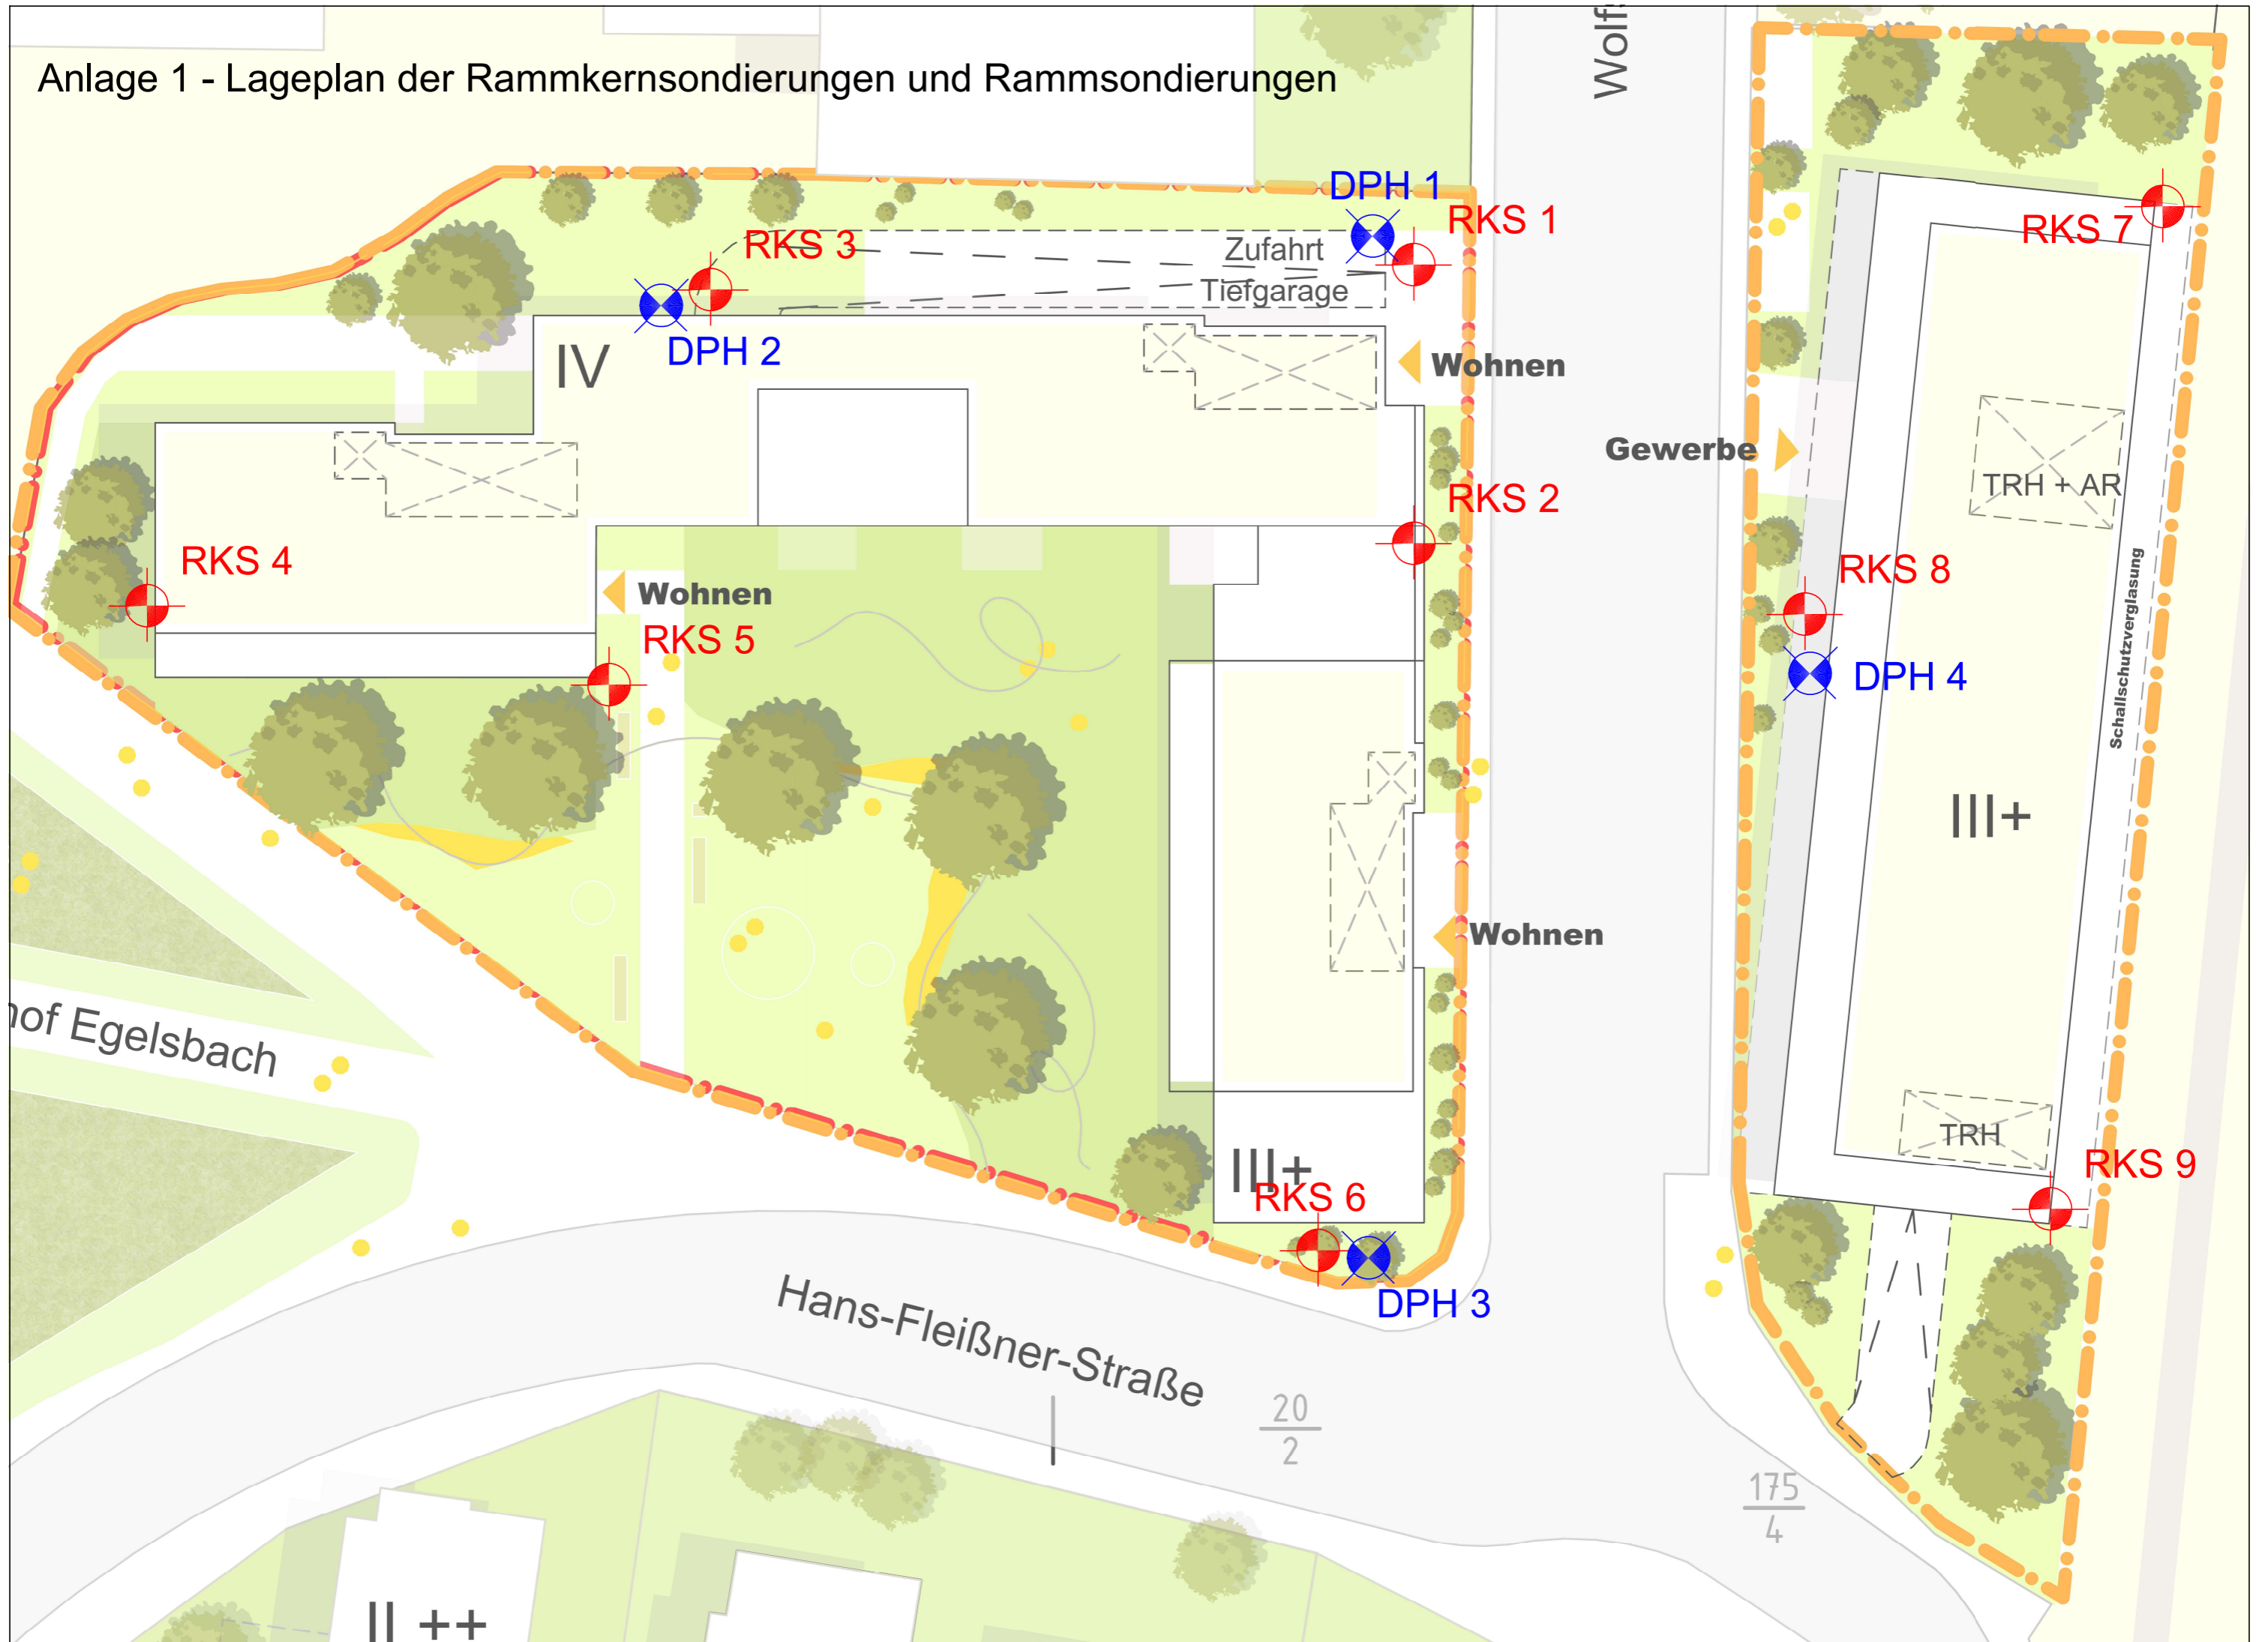 Anlage 1 - Lageplan der Rammkernsondierungen und Rammsondierungen
DPH 1
RKS 1
RKS 3
Zufahrt
Tiefgarage
DPH 2
IV
Wohnen
RKS 7
Gewerbe
TRH + AR
RKS 2
RKS 4
Wohnen
RKS 5
RKS 8
DPH 4
Schallschutzverglasung
III+
Wohnen
hof Egelsbach
TRH
RKS 9
III+
RKS 6
DPH 3
Hans-Fleißner-Straße
20
2
175
4
II ++